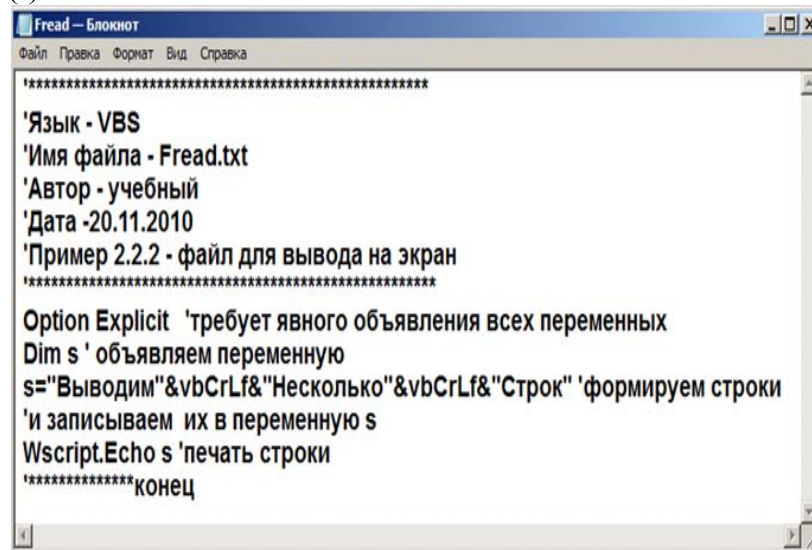 Fread — Блокнот
Файл Правка Формат Вид Справка
'*****************************************************
'Язык - VBS
'Имя файла - Fread.txt
'Автор - учебный
'Дата -20.11.2010
'Пример 2.2.2 - файл для вывода на экран
'******************************************************
Option Explicit 'требует явного объявления всех переменных
Dim s ' объявляем переменную
s="Выводим"&vbCrLf&"Несколько"&vbCrLf&"Строк" 'формируем строки
'и записываем их в переменную s
Wscript.Echo s 'печать строки
'**************конец